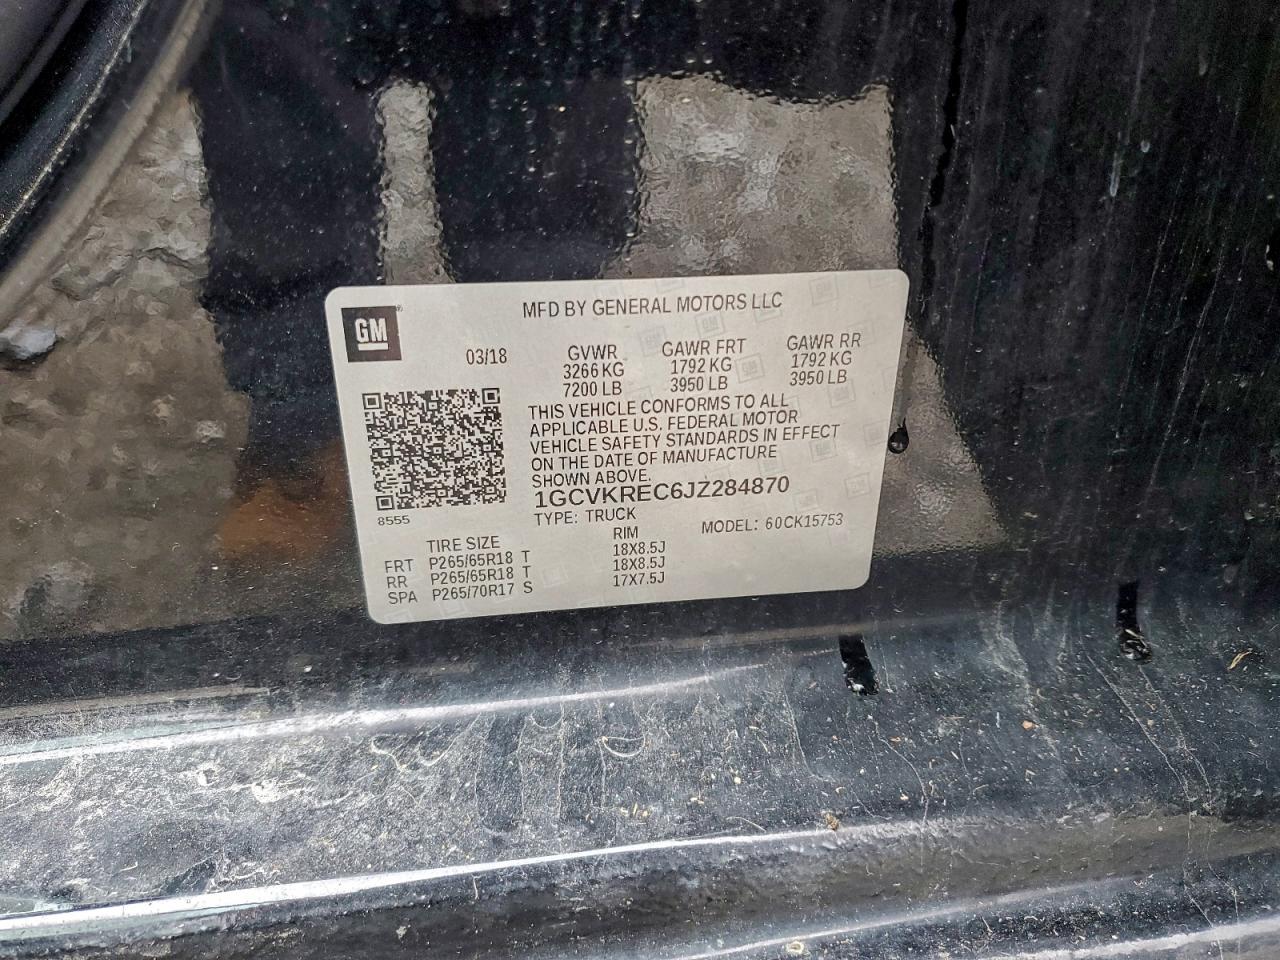 GM
MFD BY GENERAL MOTORS LLC
03/18
GVWR GAWR FRT GAWR RR
3266 KG 1792 KG 1792 KG
7200 LB 3950 LB 3950 LB
THIS VEHICLE CONFORMS TO ALL
APPLICABLE U.S. FEDERAL MOTOR
VEHICLE SAFETY STANDARDS IN EFFECT
ON THE DATE OF MANUFACTURE
SHOWN ABOVE.
1GCVKREC6JZ284870
8555
TYPE: TRUCK MODEL: 60CK15753
TIRE SIZE RIM
FRT P265/65R18 T 18X8.5J
RR P265/65R18 T 18X8.5J
SPA P265/70R17 S 17X7.5J